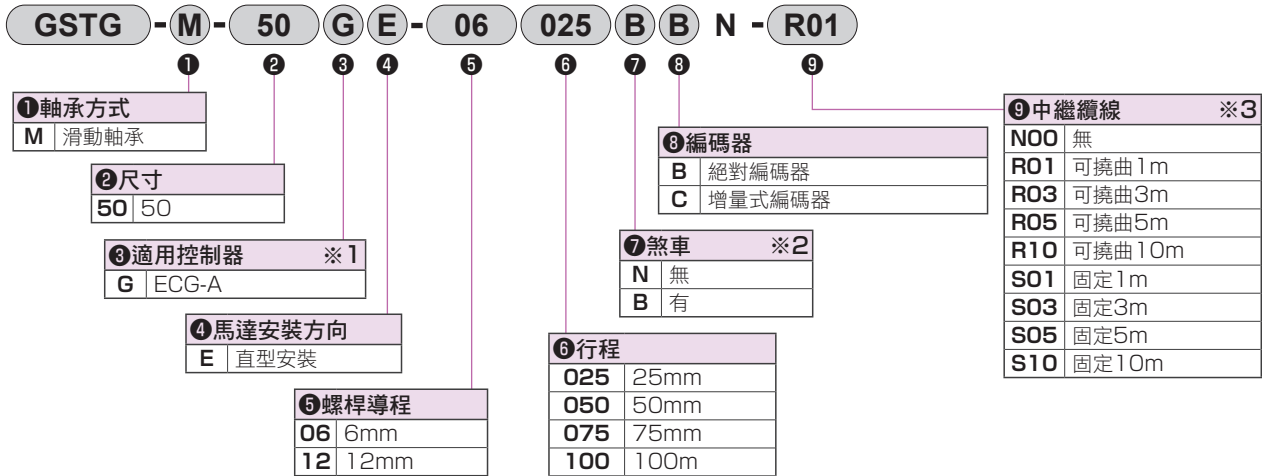 GSTG - M - 50 G E - 06 025 B B N - R01
❶ ❷ ❸ ❹ ❺ ❻ ❼ ❽ ❾
❶軸承方式
M 滑動軸承
❷尺寸
50 50
❸適用控制器 ※1
G ECG-A
❹馬達安裝方向
E 直型安裝
❺螺桿導程
06 6mm
12 12mm
❻行程
025 25mm
050 50mm
075 75mm
100 100m
❼煞車 ※2
N 無
B 有
❽編碼器
B 絕對編碼器
C 增量式編碼器
❾中繼纜線 ※3
N00 無
R01 可撓曲1m
R03 可撓曲3m
R05 可撓曲5m
R10 可撓曲10m
S01 固定1m
S03 固定3m
S05 固定5m
S10 固定10m